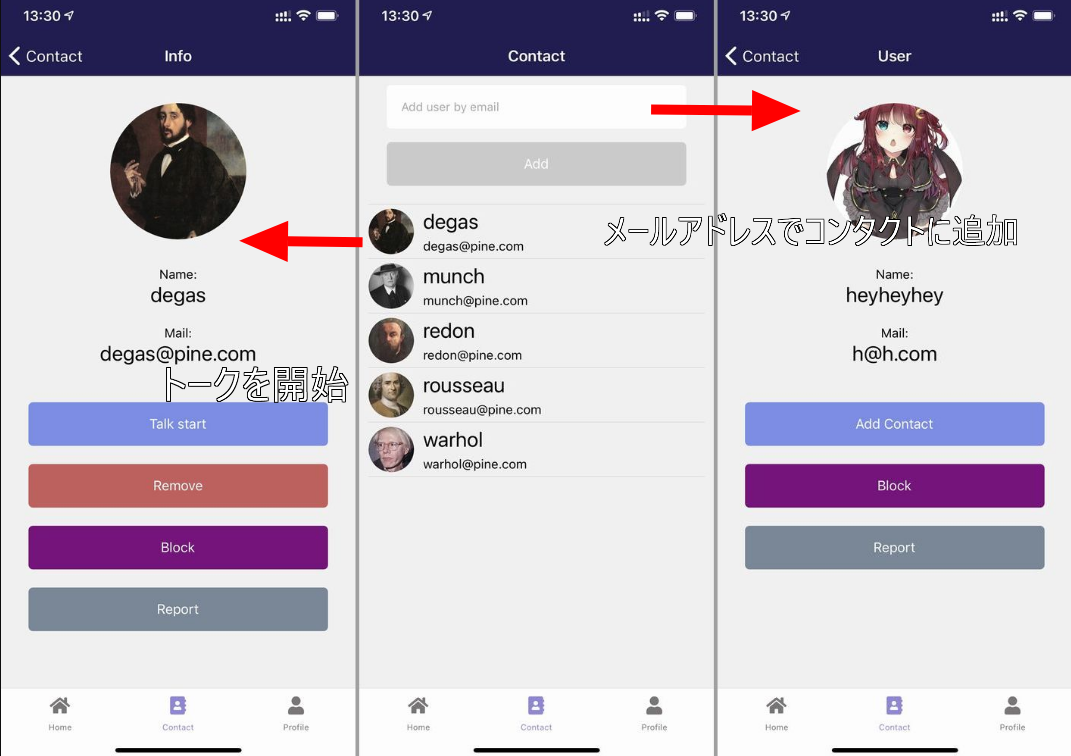 13:30
Contact
Info
Name:
degas
Mail:
degas@pine.com
トークを開始
Talk start
Remove
Block
Report
Home
Contact
Profile
13:30
Contact
Add user by email
Add
degas
degas@pine.com
munch
munch@pine.com
redon
redon@pine.com
rousseau
rousseau@pine.com
warhol
warhol@pine.com
Home
Contact
Profile
13:30
Contact
User
メールアドレスでコンタクトに追加
Name:
heyheyhey
Mail:
h@h.com
Add Contact
Block
Report
Home
Contact
Profile